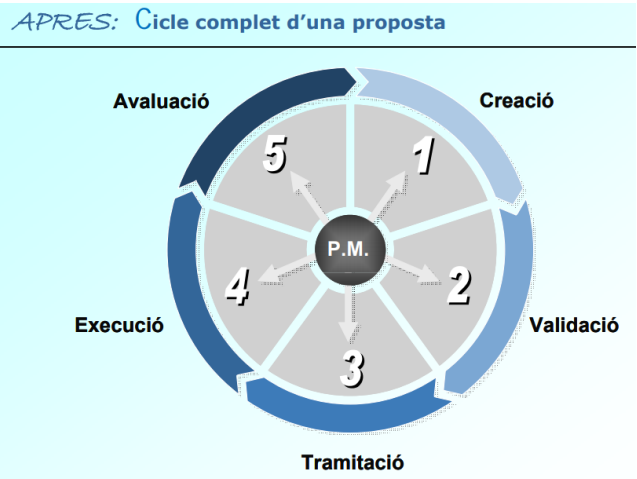 APRES: Cicle complet d'una proposta
Avaluació
Creació
5
1
P.M.
4
2
Execució
Validació
3
Tramitació